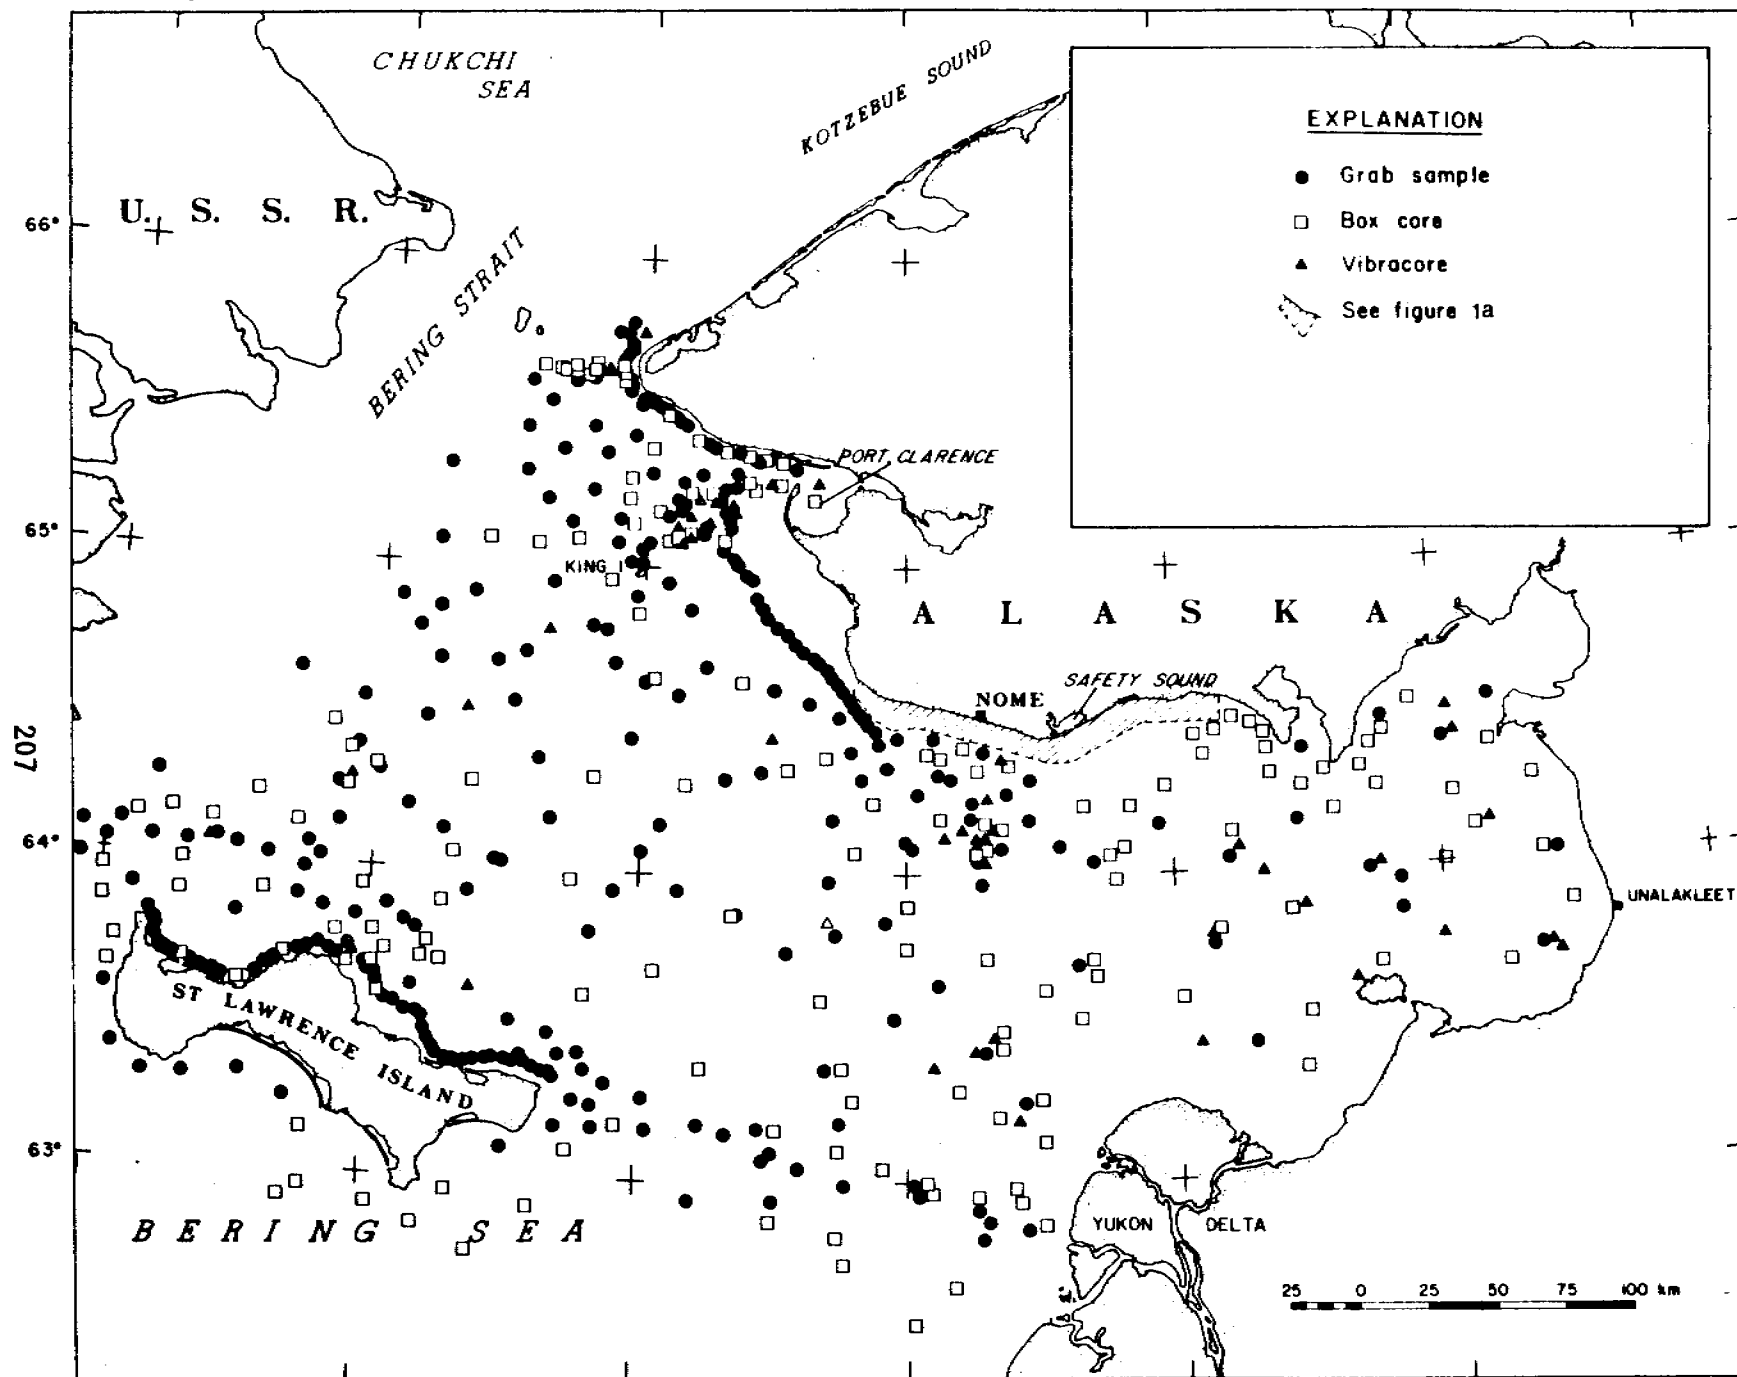 CHUKCHI
SEA
KOTZEBUE SOUND
EXPLANATION
Grab sample
Box core
Vibracore
See figure 1a
U. S. S. R.
66°
BERING STRAIT
PORT CLARENCE
65°
KING I
ALASKA
SAFETY SOUND
NOME
207
64°
UNALAKLEET
ST LAWRENCE ISLAND
63°
BERING SEA
YUKON DELTA
25 0 25 50 75 100 km